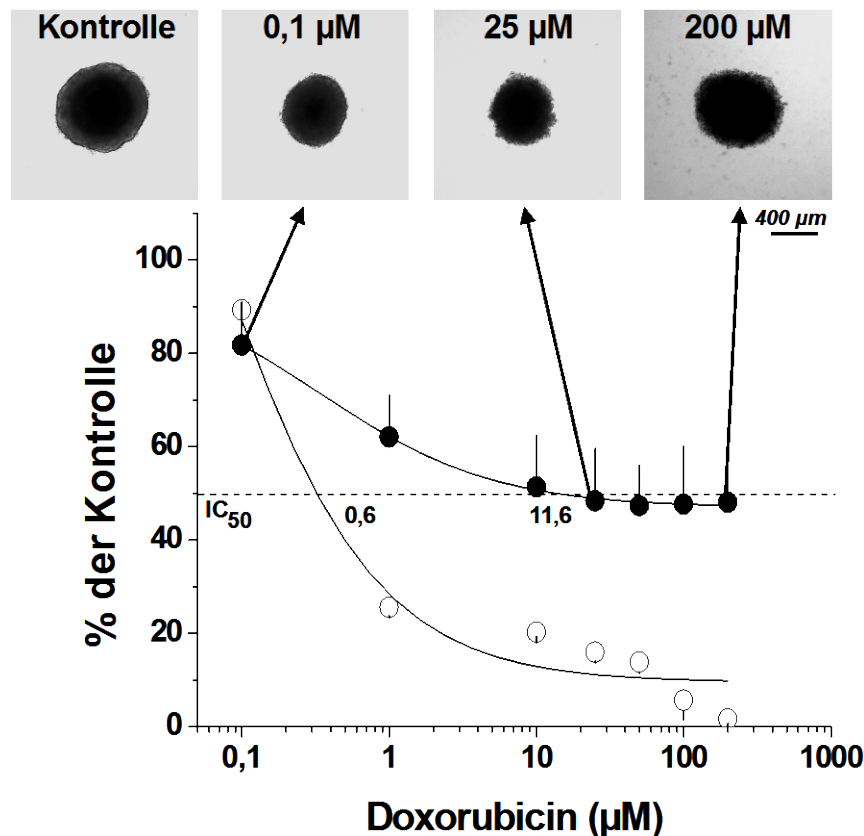 Kontrolle
0,1 µM
25 µM
200 µM
400 µm
100
80
60
40
20
0
% der Kontrolle
IC50
0,6
11,6
0,1
1
10
100
1000
Doxorubicin (µM)